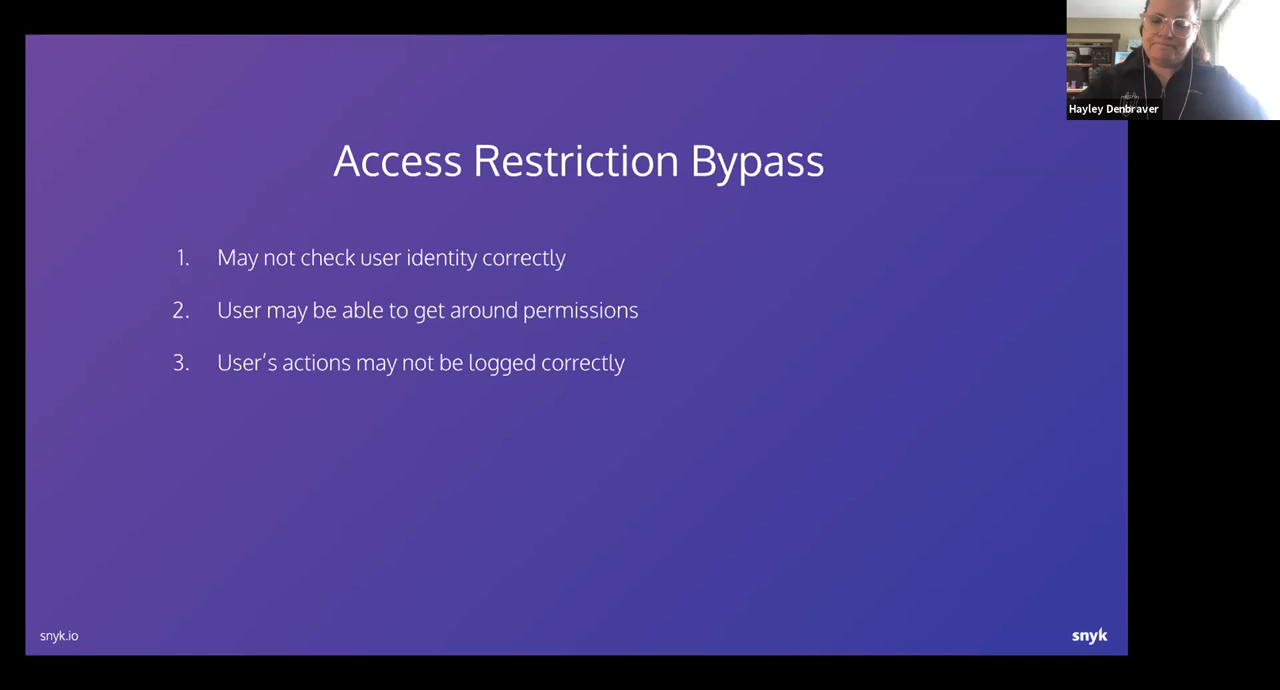 Hayley Denbraver
Access Restriction Bypass
1. May not check user identity correctly
2. User may be able to get around permissions
3. User's actions may not be logged correctly
snyk.io
snyk